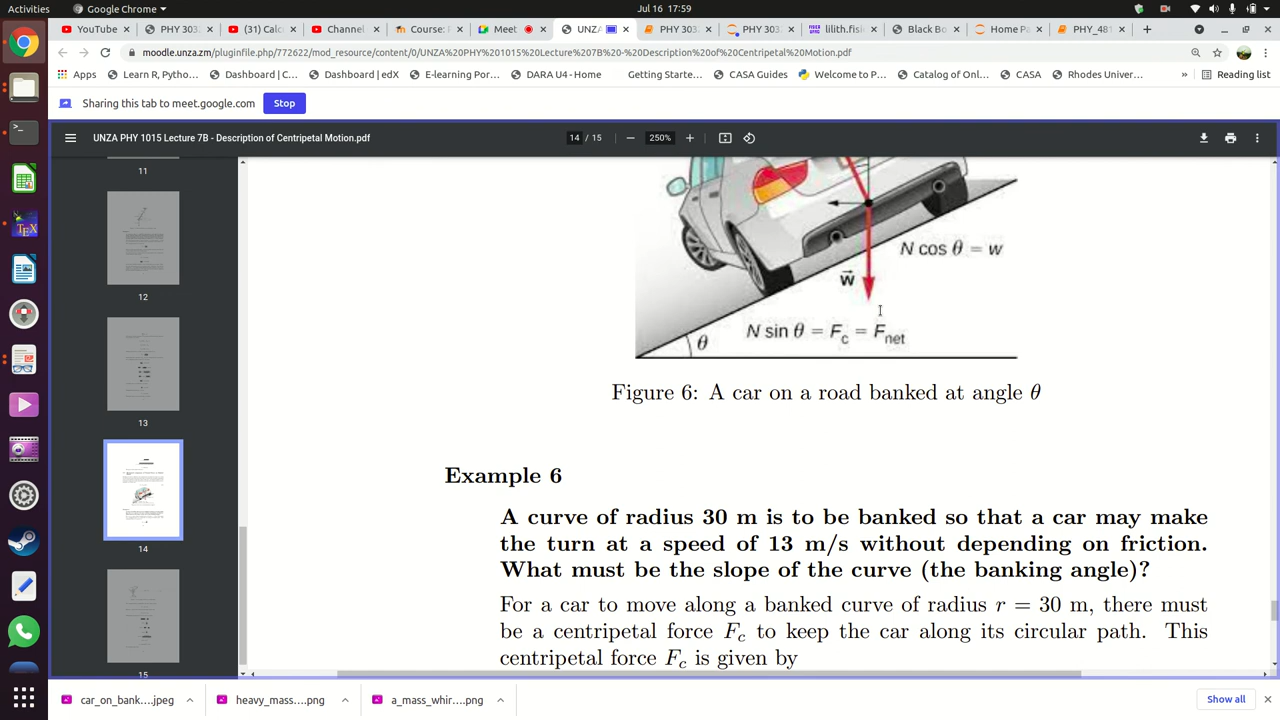 Activities
Google Chrome
Jul 16 17:59
YouTube
PHY 303
(31) Calc
Channel
Course:
Meet
UNZA
PHY 303
PHY 303
lilith.fisi
Black Bo
Home Pa
PHY_481
moodle.unza.zm/pluginfile.php/772622/mod_resource/content/0/UNZA%20PHY%201015%20Lecture%207B%20-%20Description%20of%20Centripetal%20Motion.pdf
Apps
Learn R, Pytho...
Dashboard | C...
Dashboard | edX
E-learning Por...
DARA U4 - Home
Getting Starte...
CASA Guides
Welcome to P...
Catalog of Onl...
CASA
Rhodes Univer...
»
Reading list
Sharing this tab to meet.google.com
Stop
UNZA PHY 1015 Lecture 7B - Description of Centripetal Motion.pdf
14 / 15
250%
11
12
13
14
15
N cos θ = w
w
N sin θ = Fc = Fnet
θ
Figure 6: A car on a road banked at angle θ
Example 6
A curve of radius 30 m is to be banked so that a car may make
the turn at a speed of 13 m/s without depending on friction.
What must be the slope of the curve (the banking angle)?
For a car to move along a banked curve of radius r = 30 m, there must
be a centripetal force Fc to keep the car along its circular path. This
centripetal force Fc is given by
car_on_bank....jpeg
heavy_mass....png
a_mass_whir....png
Show all